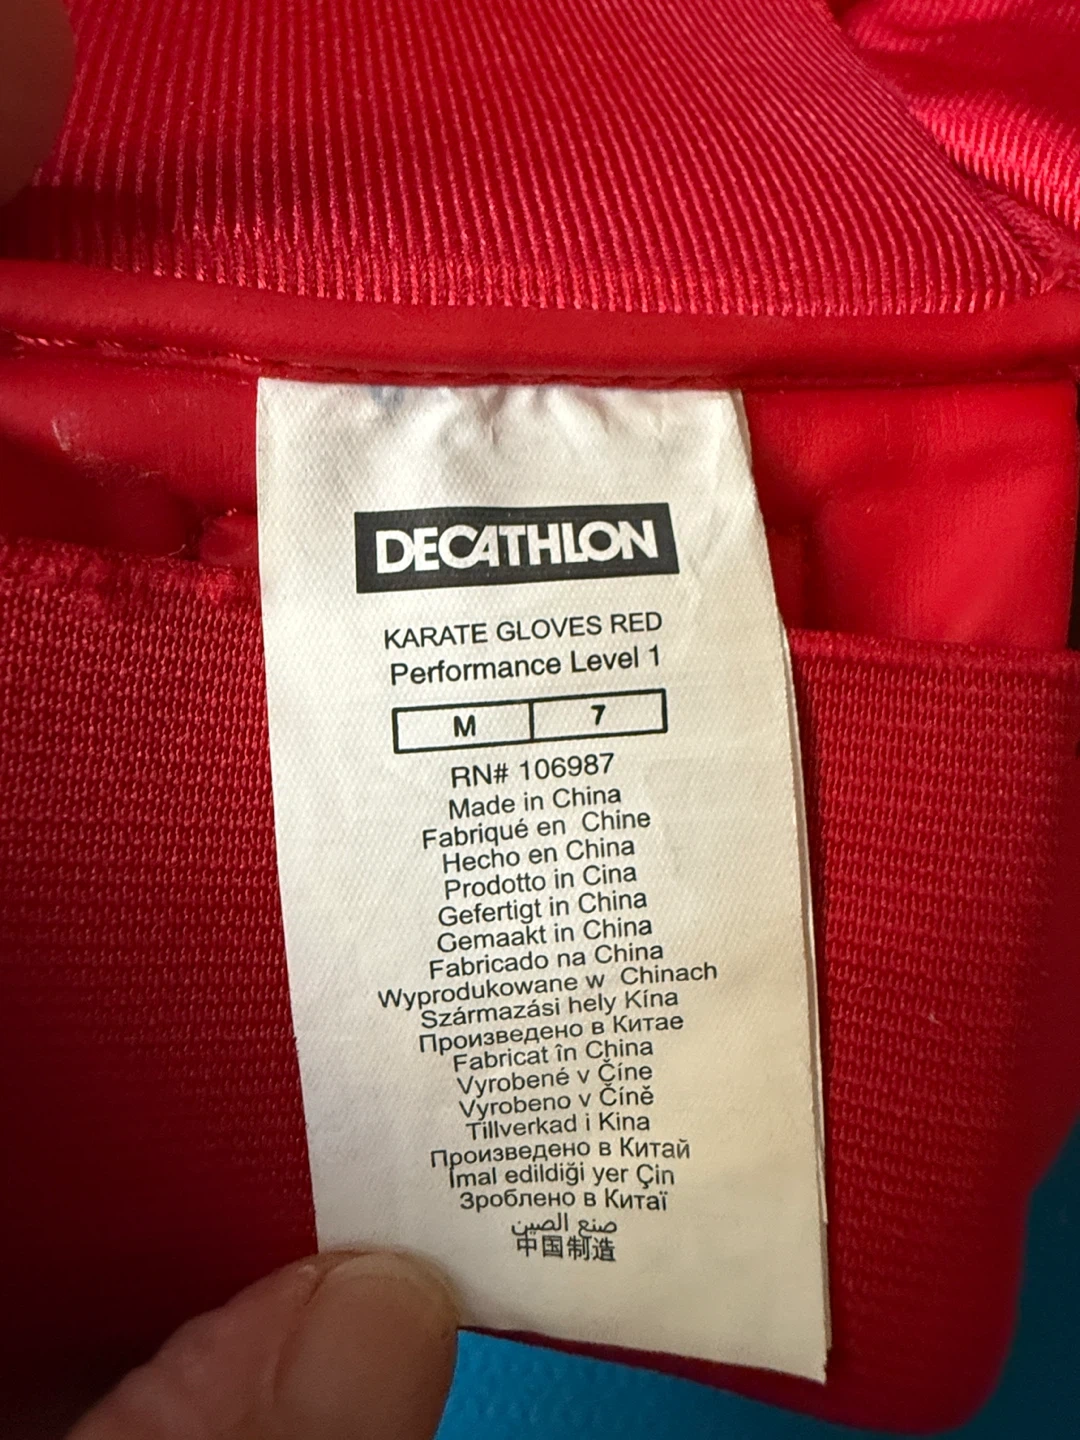 DECATHLON
KARATE GLOVES RED
Performance Level 1
M 7
RN# 106987
Made in China
Fabriqué en Chine
Hecho en China
Prodotto in Cina
Gefertigt in China
Gemaakt in China
Fabricado na China
Wyprodukowane w Chinach
Származási hely Kína
Произведено в Китае
Fabricat în China
Vyrobené v Číne
Vyrobeno v Číně
Tillverkad i Kina
Произведено в Китай
İmal edildiği yer Çin
Зроблено в Китаї
صنع الصين
中国制造